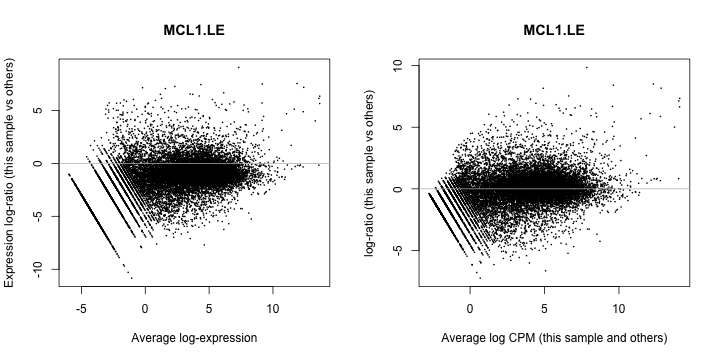 MCL1.LE
Expression log-ratio (this sample vs others)
5
0
-5
-10
-5
0
5
10
Average log-expression
MCL1.LE
log-ratio (this sample vs others)
10
5
0
-5
0
5
10
Average log CPM (this sample and others)